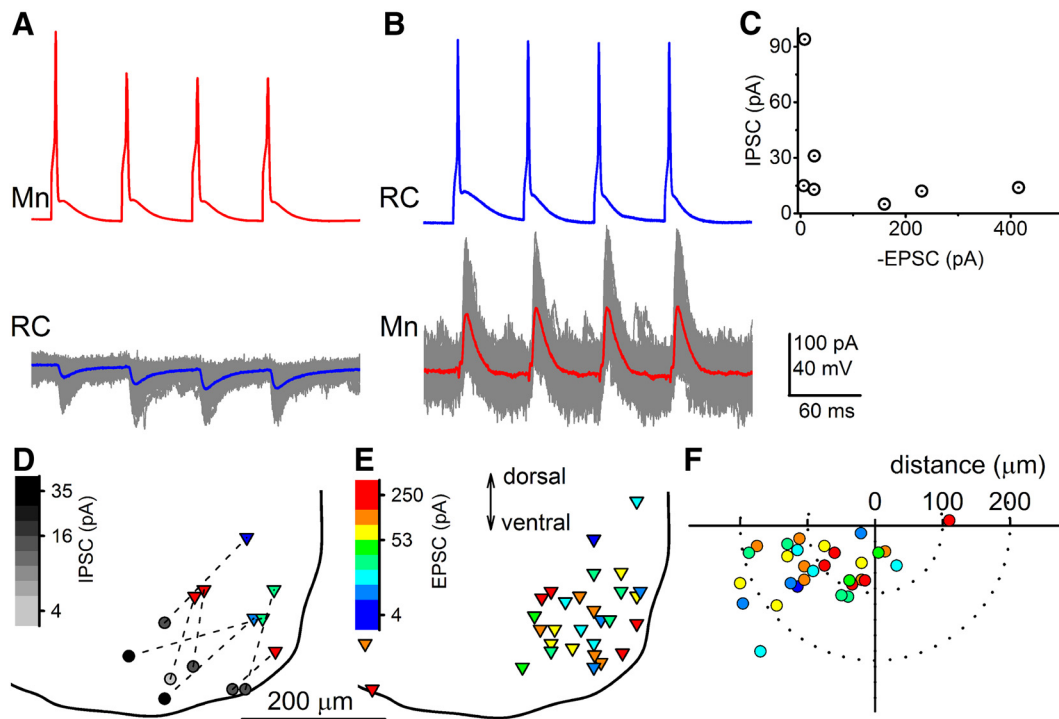 A
B
C
Mn
RC
IPSC (pA)
90
60
30
0
0
200
400
-EPSC (pA)
RC
Mn
100 pA
40 mV
60 ms
D
E
F
IPSC (pA)
35
16
4
EPSC (pA)
250
53
4
dorsal
ventral
distance (μm)
0
100
200
200 μm